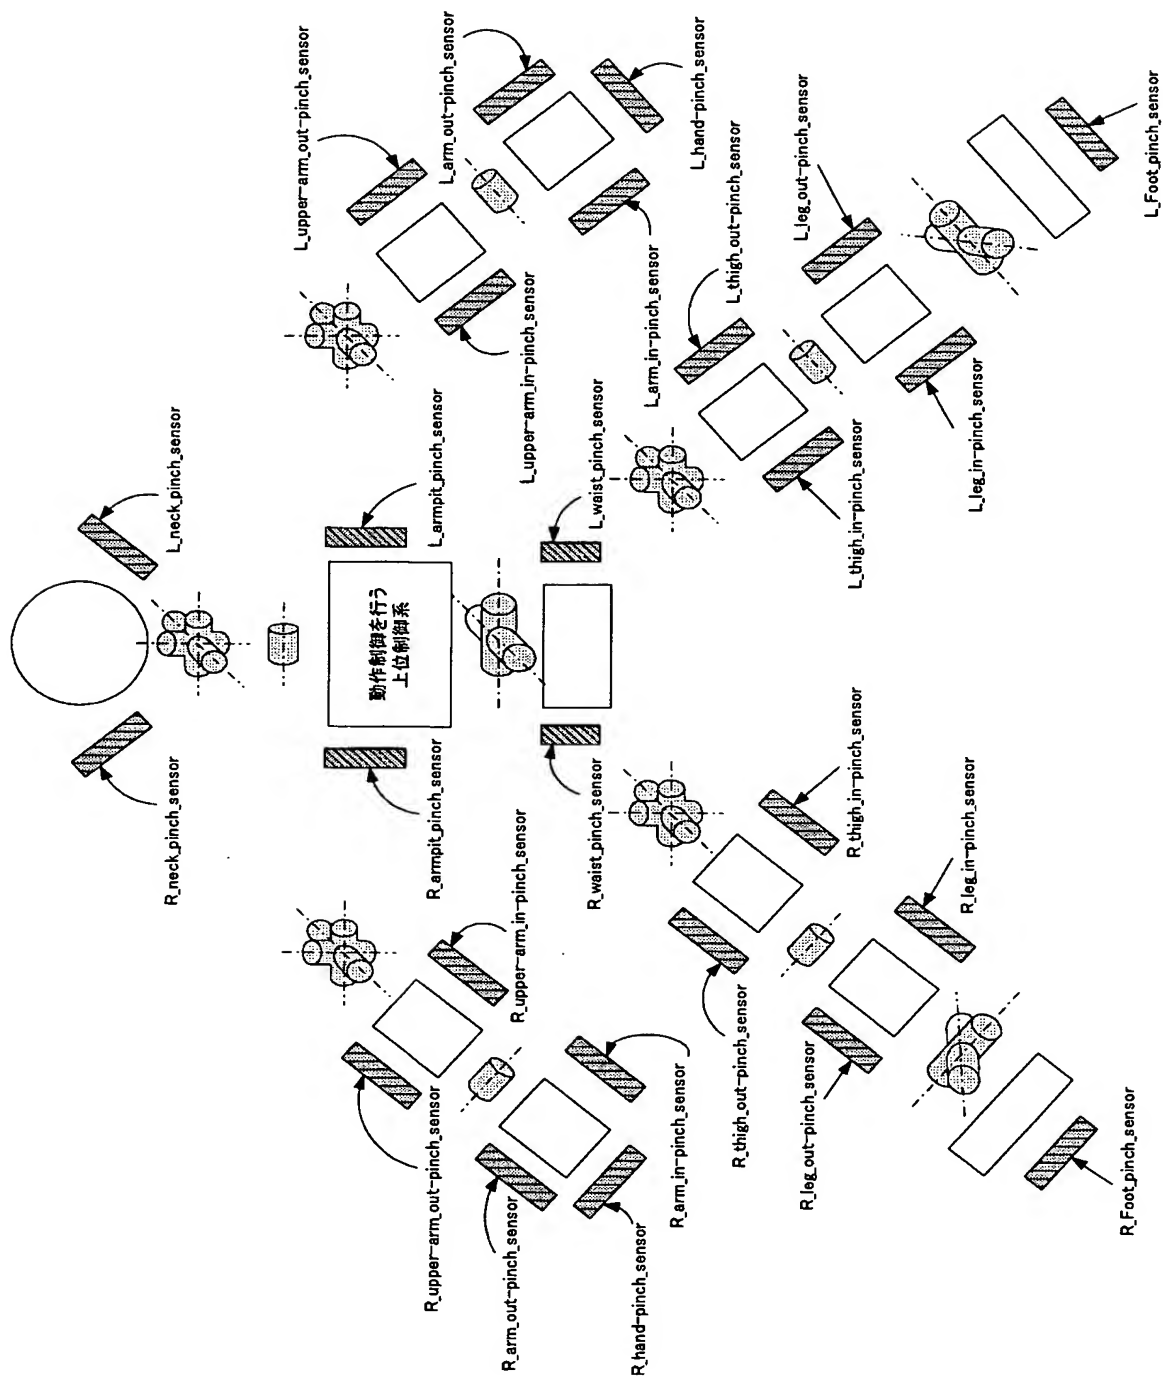 L_neck_pinch_sensor
R_neck_pinch_sensor
L_upper-arm_out-pinch_sensor
L_arm_out-pinch_sensor
L_hand-pinch_sensor
L_arm_in-pinch_sensor
L_upper-arm_in-pinch_sensor
L_armpit_pinch_sensor
動作制御を行う
上位制御系
R_armpit_pinch_sensor
R_upper-arm_in-pinch_sensor
R_upper-arm_out-pinch_sensor
R_arm_out-pinch_sensor
R_hand-pinch_sensor
R_arm_in-pinch_sensor
L_waist_pinch_sensor
R_waist_pinch_sensor
L_thigh_out-pinch_sensor
L_thigh_in-pinch_sensor
R_thigh_in-pinch_sensor
R_thigh_out-pinch_sensor
L_leg_out-pinch_sensor
L_leg_in-pinch_sensor
R_leg_in-pinch_sensor
R_leg_out-pinch_sensor
L_Foot_pinch_sensor
R_Foot_pinch_sensor